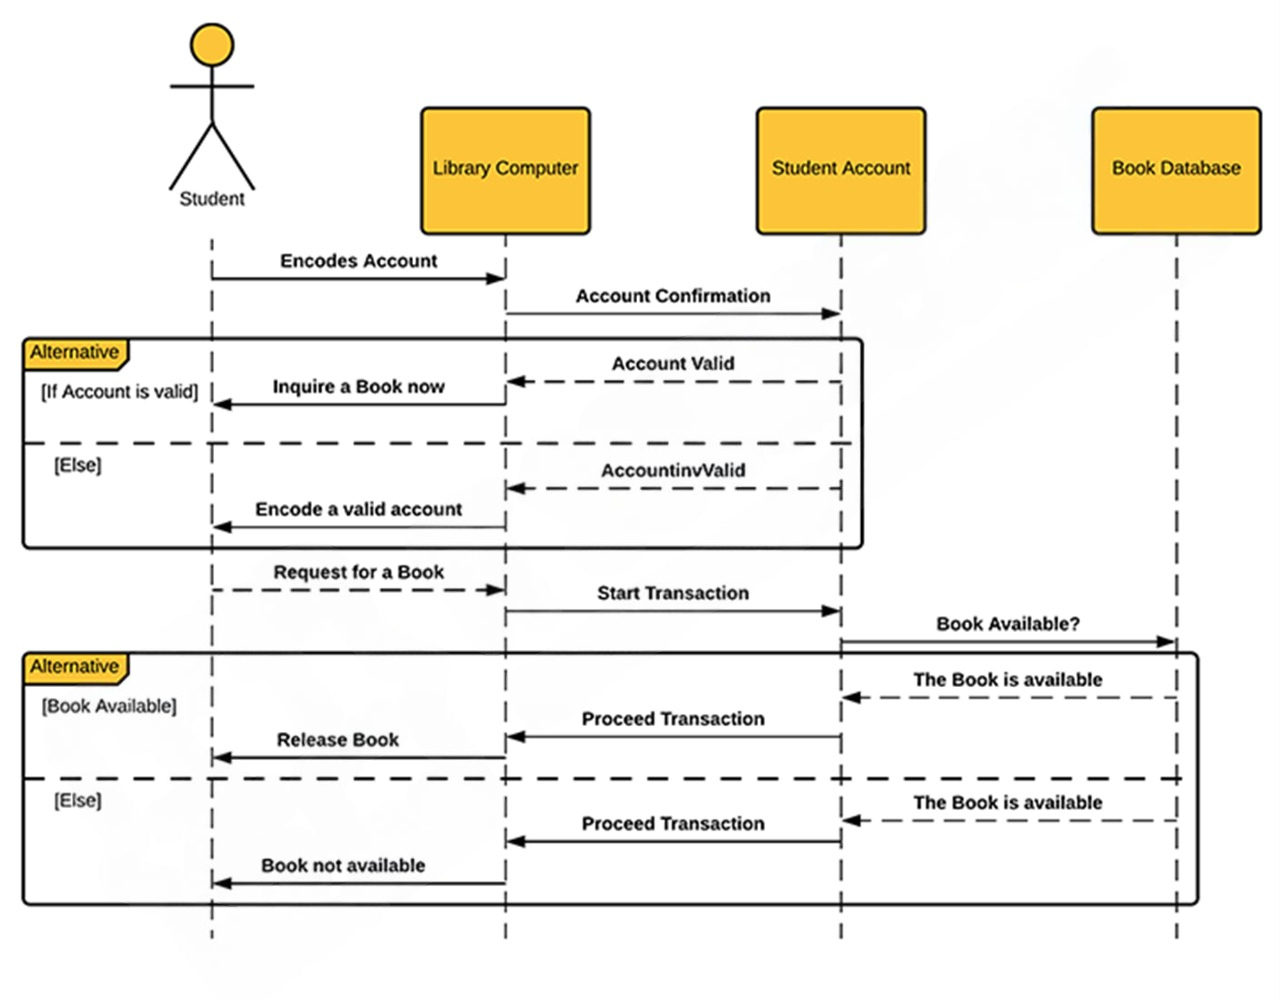 Student
Library Computer
Student Account
Book Database
Encodes Account
Account Confirmation
Alternative
[If Account is valid]
Account Valid
Inquire a Book now
[Else]
AccountinvValid
Encode a valid account
Request for a Book
Start Transaction
Book Available?
Alternative
[Book Available]
The Book is available
Proceed Transaction
Release Book
[Else]
The Book is available
Proceed Transaction
Book not available